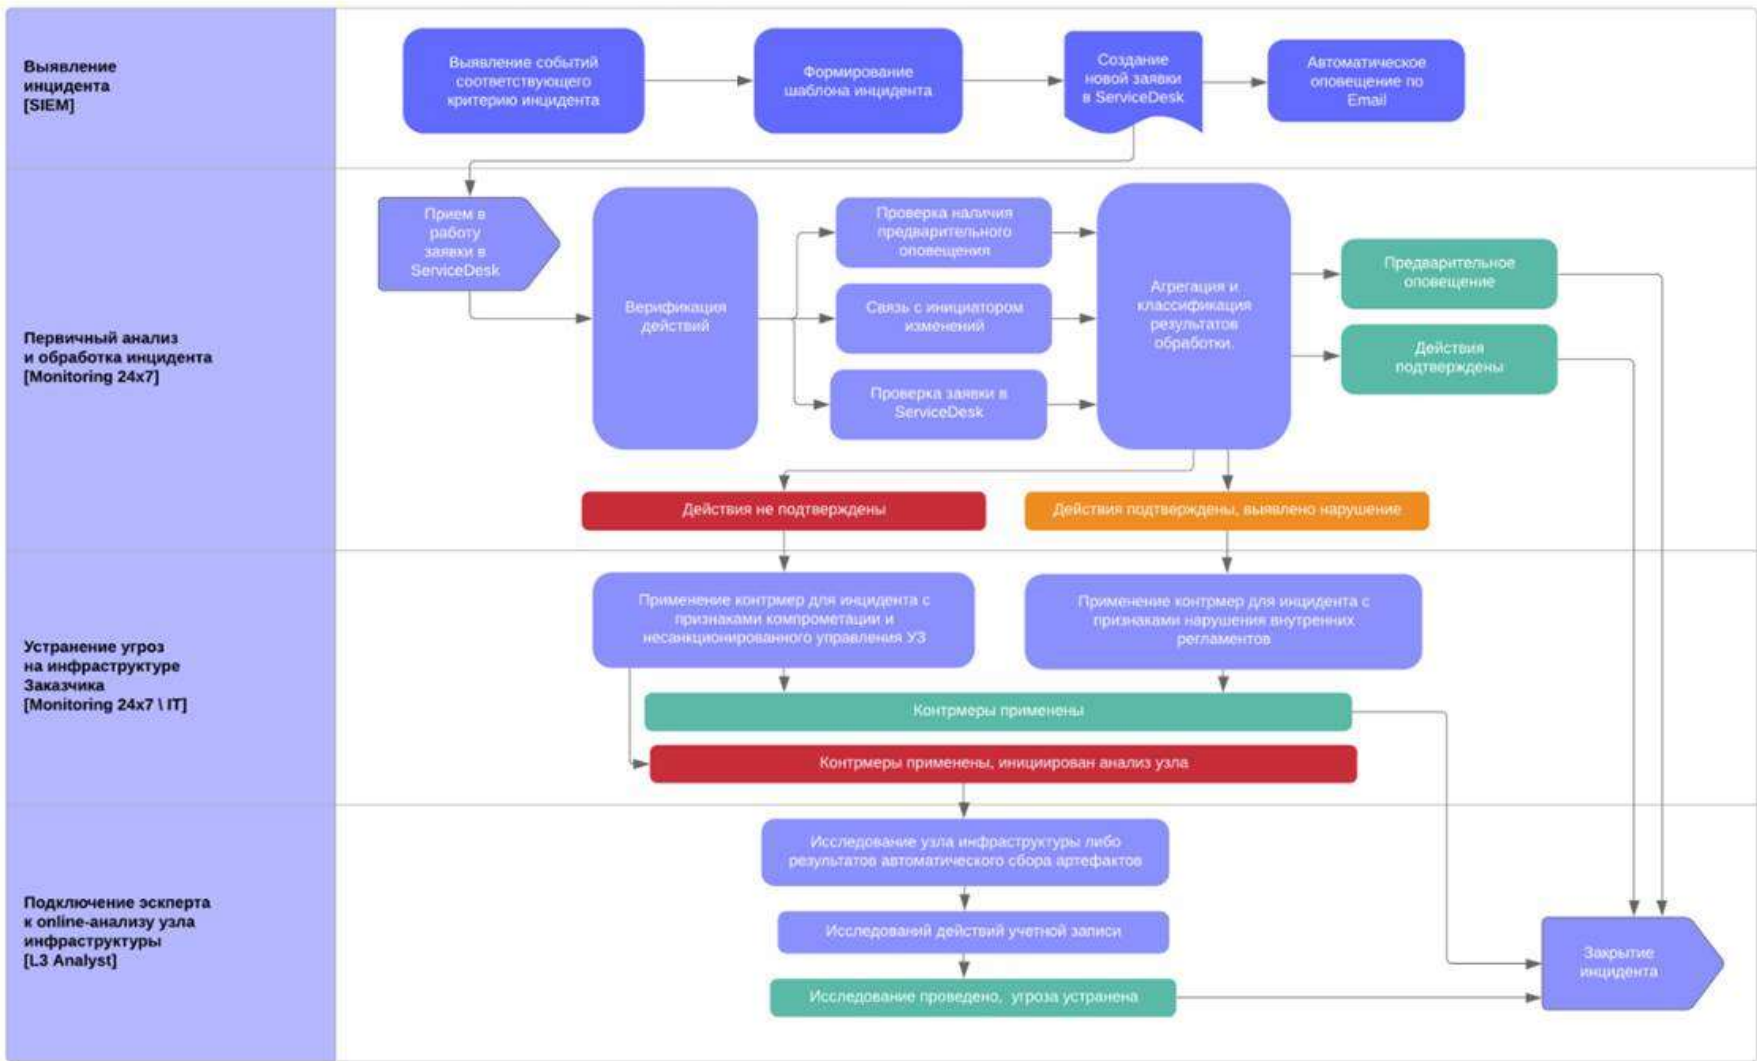 Выявление
инцидента
[SIEM]
Выявление событий
соответствующего
критерию инцидента
Формирование
шаблона инцидента
Создание
новой заявки
в ServiceDesk
Автоматическое
оповещение по
Email
Первичный анализ
и обработка инцидента
[Monitoring 24x7]
Прием в
работу
заявки в
ServiceDesk
Верификация
действий
Проверка наличия
предварительного
оповещения
Связь с инициатором
изменений
Проверка заявки в
ServiceDesk
Агрегация и
классификация
результатов
обработки.
Предварительное
оповещение
Действия
подтверждены
Действия не подтверждены
Действия подтверждены, выявлено нарушение
Устранение угроз
на инфраструктуре
Заказчика
[Monitoring 24x7 \ IT]
Применение контрмер для инцидента с
признаками компрометации и
несанкционированного управления УЗ
Применение контрмер для инцидента с
признаками нарушения внутренних
регламентов
Контрмеры применены
Контрмеры применены, инициирован анализ узла
Подключение эскперта
к online-анализу узла
инфраструктуры
[L3 Analyst]
Исследование узла инфраструктуры либо
результатов автоматического сбора артефактов
Исследований действий учетной записи
Исследование проведено, угроза устранена
Закрытие
инцидента